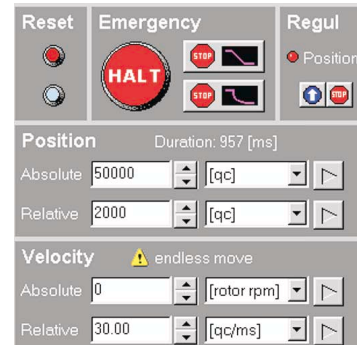 Reset Emergency Regul
HALT STOP STOP
Position
STOP
Position Duration: 957 [ms]
Absolute 50000 [qc]
Relative 2000 [qc]
Velocity endless move
Absolute 0 [rotor rpm]
Relative 30.00 [qc/ms]